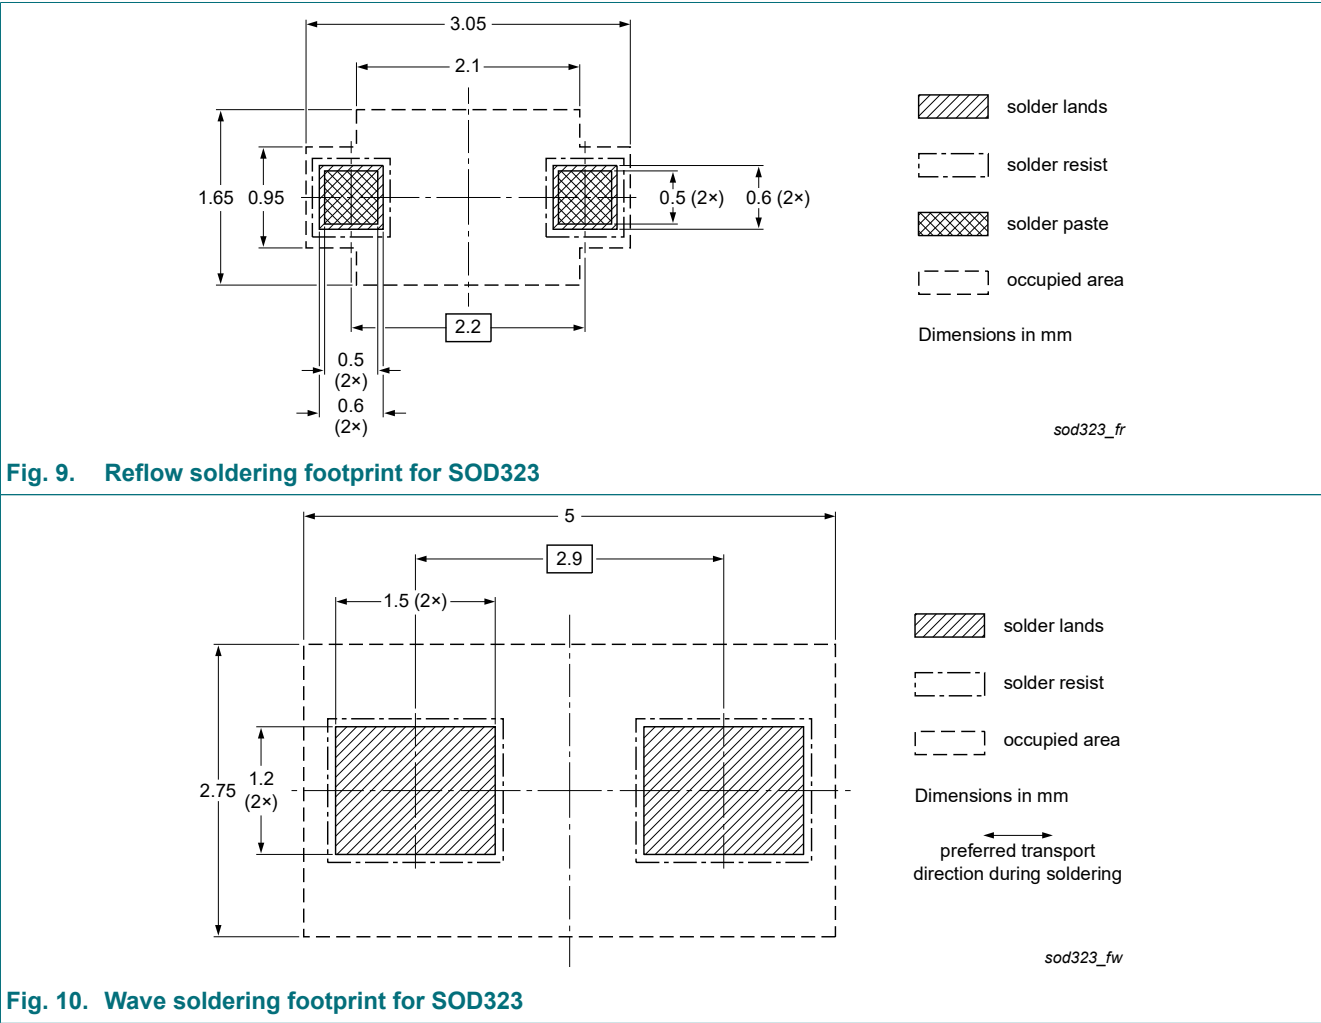 3.05
2.1
solder lands
solder resist
1.65 0.95 0.5 (2×) 0.6 (2×)
solder paste
occupied area
2.2
Dimensions in mm
0.5
(2×)
0.6
(2×)
sod323_fr
Fig. 9. Reflow soldering footprint for SOD323
5
2.9
1.5 (2×)
solder lands
solder resist
occupied area
2.75 1.2
(2×)
Dimensions in mm
preferred transport
direction during soldering
sod323_fw
Fig. 10. Wave soldering footprint for SOD323